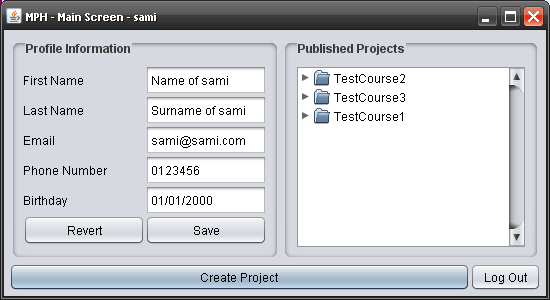 MPH - Main Screen - sami
Profile Information
First Name
Name of sami
Last Name
Surname of sami
Email
sami@sami.com
Phone Number
0123456
Birthday
01/01/2000
Revert
Save
Published Projects
TestCourse2
TestCourse3
TestCourse1
Create Project
Log Out